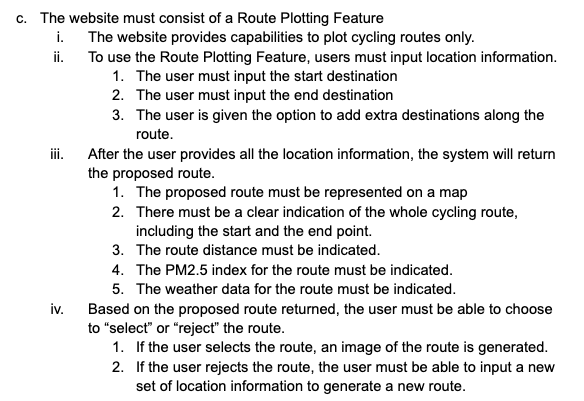 c. The website must consist of a Route Plotting Feature
i. The website provides capabilities to plot cycling routes only.
ii. To use the Route Plotting Feature, users must input location information.
1. The user must input the start destination
2. The user must input the end destination
3. The user is given the option to add extra destinations along the
route.
iii. After the user provides all the location information, the system will return
the proposed route.
1. The proposed route must be represented on a map
2. There must be a clear indication of the whole cycling route,
including the start and the end point.
3. The route distance must be indicated.
4. The PM2.5 index for the route must be indicated.
5. The weather data for the route must be indicated.
iv. Based on the proposed route returned, the user must be able to choose
to “select” or “reject” the route.
1. If the user selects the route, an image of the route is generated.
2. If the user rejects the route, the user must be able to input a new
set of location information to generate a new route.